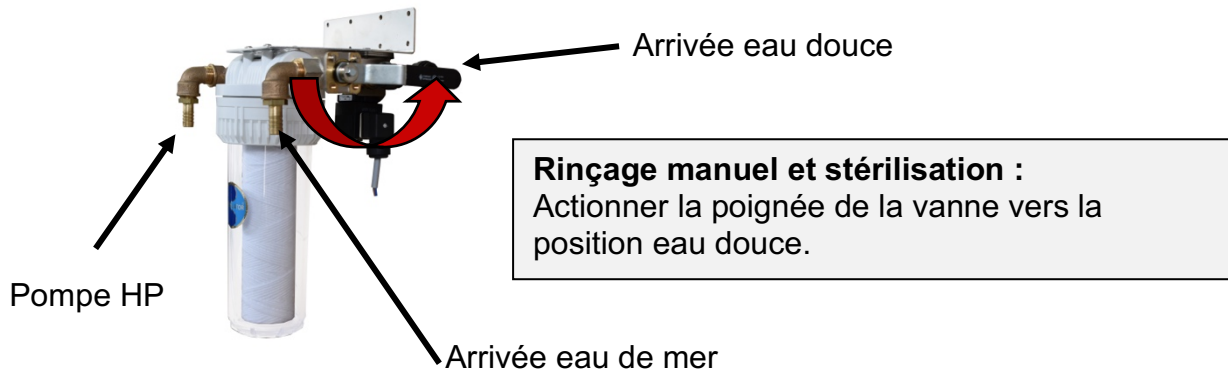 Arrivée eau douce
Rinçage manuel et stérilisation :
Actionner la poignée de la vanne vers la
position eau douce.
Pompe HP
Arrivée eau de mer